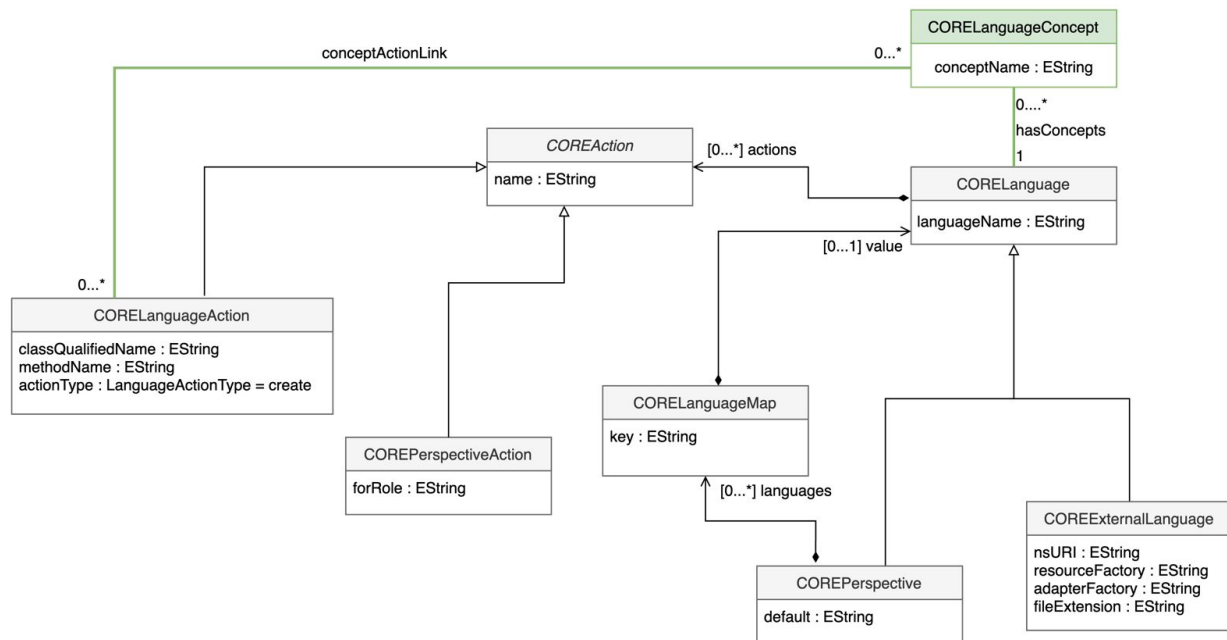 CORELanguageConcept
conceptName : EString
conceptActionLink
0...*
0....*
hasConcepts
1
COREAction
name : EString
[0...*] actions
CORELanguage
languageName : EString
[0...1] value
0...*
CORELanguageAction
classQualifiedName : EString
methodName : EString
actionType : LanguageActionType = create
CORELanguageMap
key : EString
COREPerspectiveAction
forRole : EString
[0...*] languages
COREExternalLanguage
nsURI : EString
resourceFactory : EString
adapterFactory : EString
fileExtension : EString
COREPerspective
default : EString